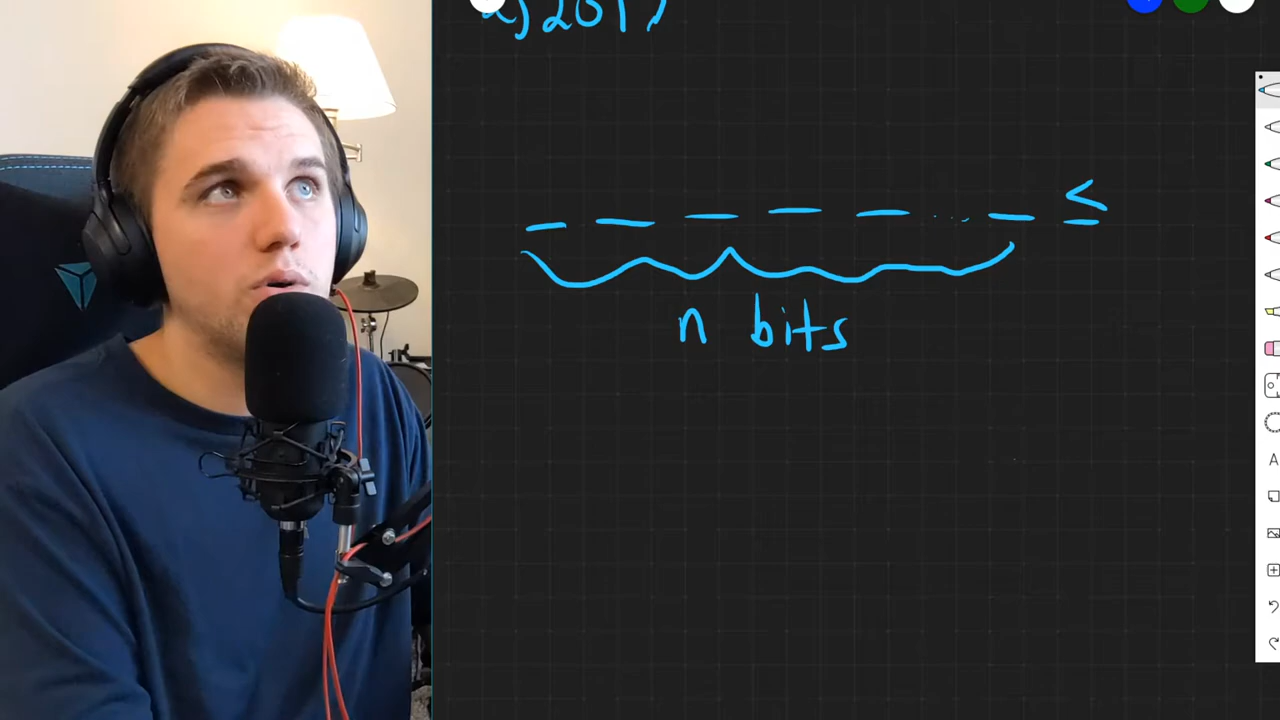 _ _ _ _ _ ... _ ≤
n bits